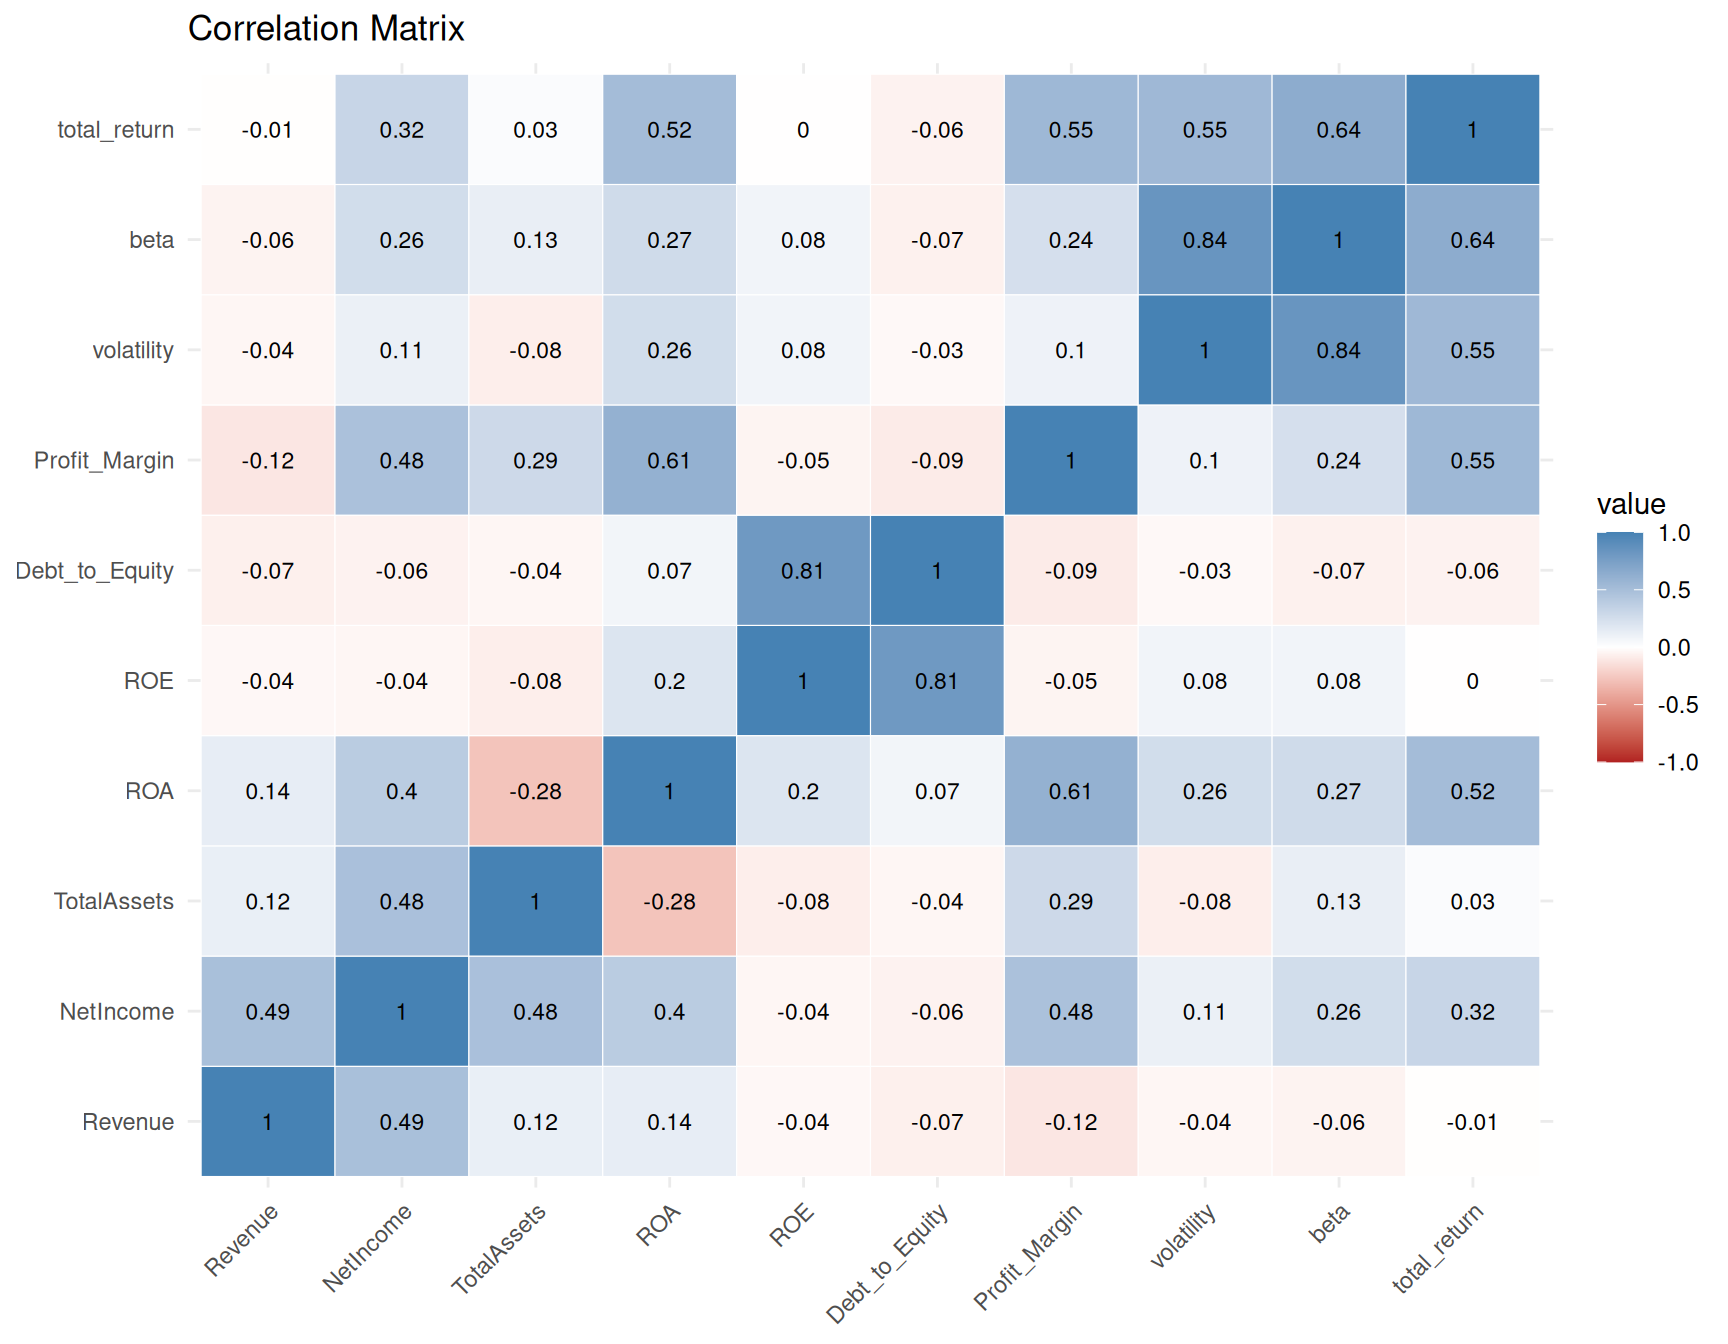 Correlation Matrix
total_return -0.01 0.32 0.03 0.52 0 -0.06 0.55 0.55 0.64 1
beta -0.06 0.26 0.13 0.27 0.08 -0.07 0.24 0.84 1 0.64
volatility -0.04 0.11 -0.08 0.26 0.08 -0.03 0.1 1 0.84 0.55
Profit_Margin -0.12 0.48 0.29 0.61 -0.05 -0.09 1 0.1 0.24 0.55
Debt_to_Equity -0.07 -0.06 -0.04 0.07 0.81 1 -0.09 -0.03 -0.07 -0.06
ROE -0.04 -0.04 -0.08 0.2 1 0.81 -0.05 0.08 0.08 0
ROA 0.14 0.4 -0.28 1 0.2 0.07 0.61 0.26 0.27 0.52
TotalAssets 0.12 0.48 1 -0.28 -0.08 -0.04 0.29 -0.08 0.13 0.03
NetIncome 0.49 1 0.48 0.4 -0.04 -0.06 0.48 0.11 0.26 0.32
Revenue 1 0.49 0.12 0.14 -0.04 -0.07 -0.12 -0.04 -0.06 -0.01
Revenue NetIncome TotalAssets ROA ROE Debt_to_Equity Profit_Margin volatility beta total_return
value
1.0
0.5
0.0
-0.5
-1.0